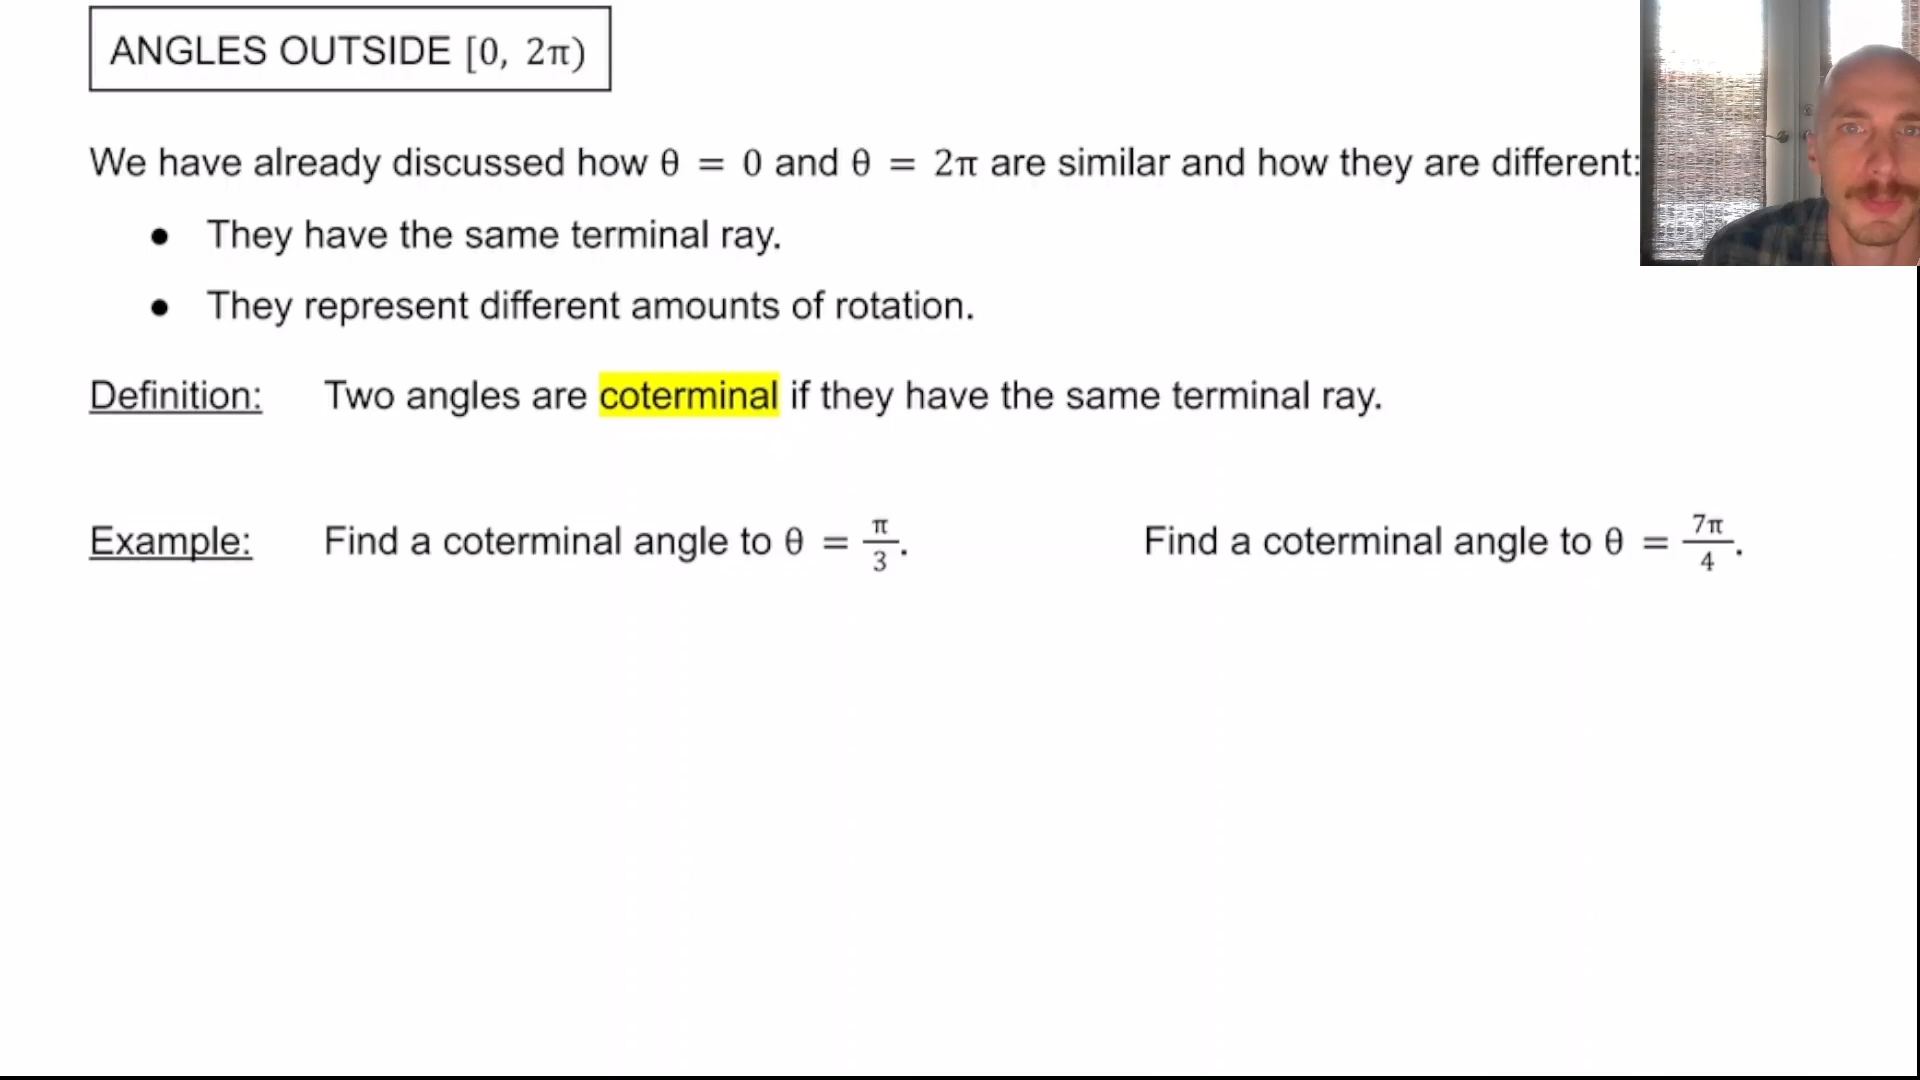 ANGLES OUTSIDE [0, 2π)
We have already discussed how θ = 0 and θ = 2π are similar and how they are different:
● They have the same terminal ray.
● They represent different amounts of rotation.
Definition: Two angles are coterminal if they have the same terminal ray.
Example: Find a coterminal angle to θ = π/3. Find a coterminal angle to θ = 7π/4.